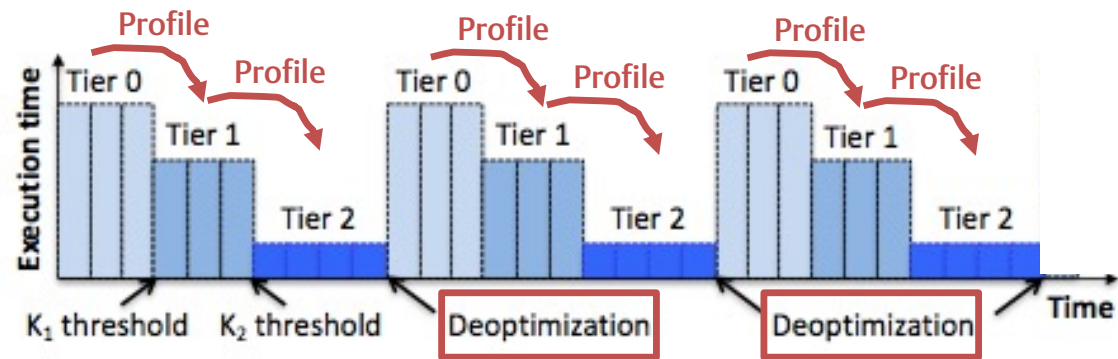 Profile
Profile
Profile
Profile
Profile
Profile
Tier 0
Tier 0
Tier 0
Tier 1
Tier 1
Tier 1
Tier 2
Tier 2
Tier 2
Execution time
K₁ threshold
K₂ threshold
Deoptimization
Deoptimization
Time